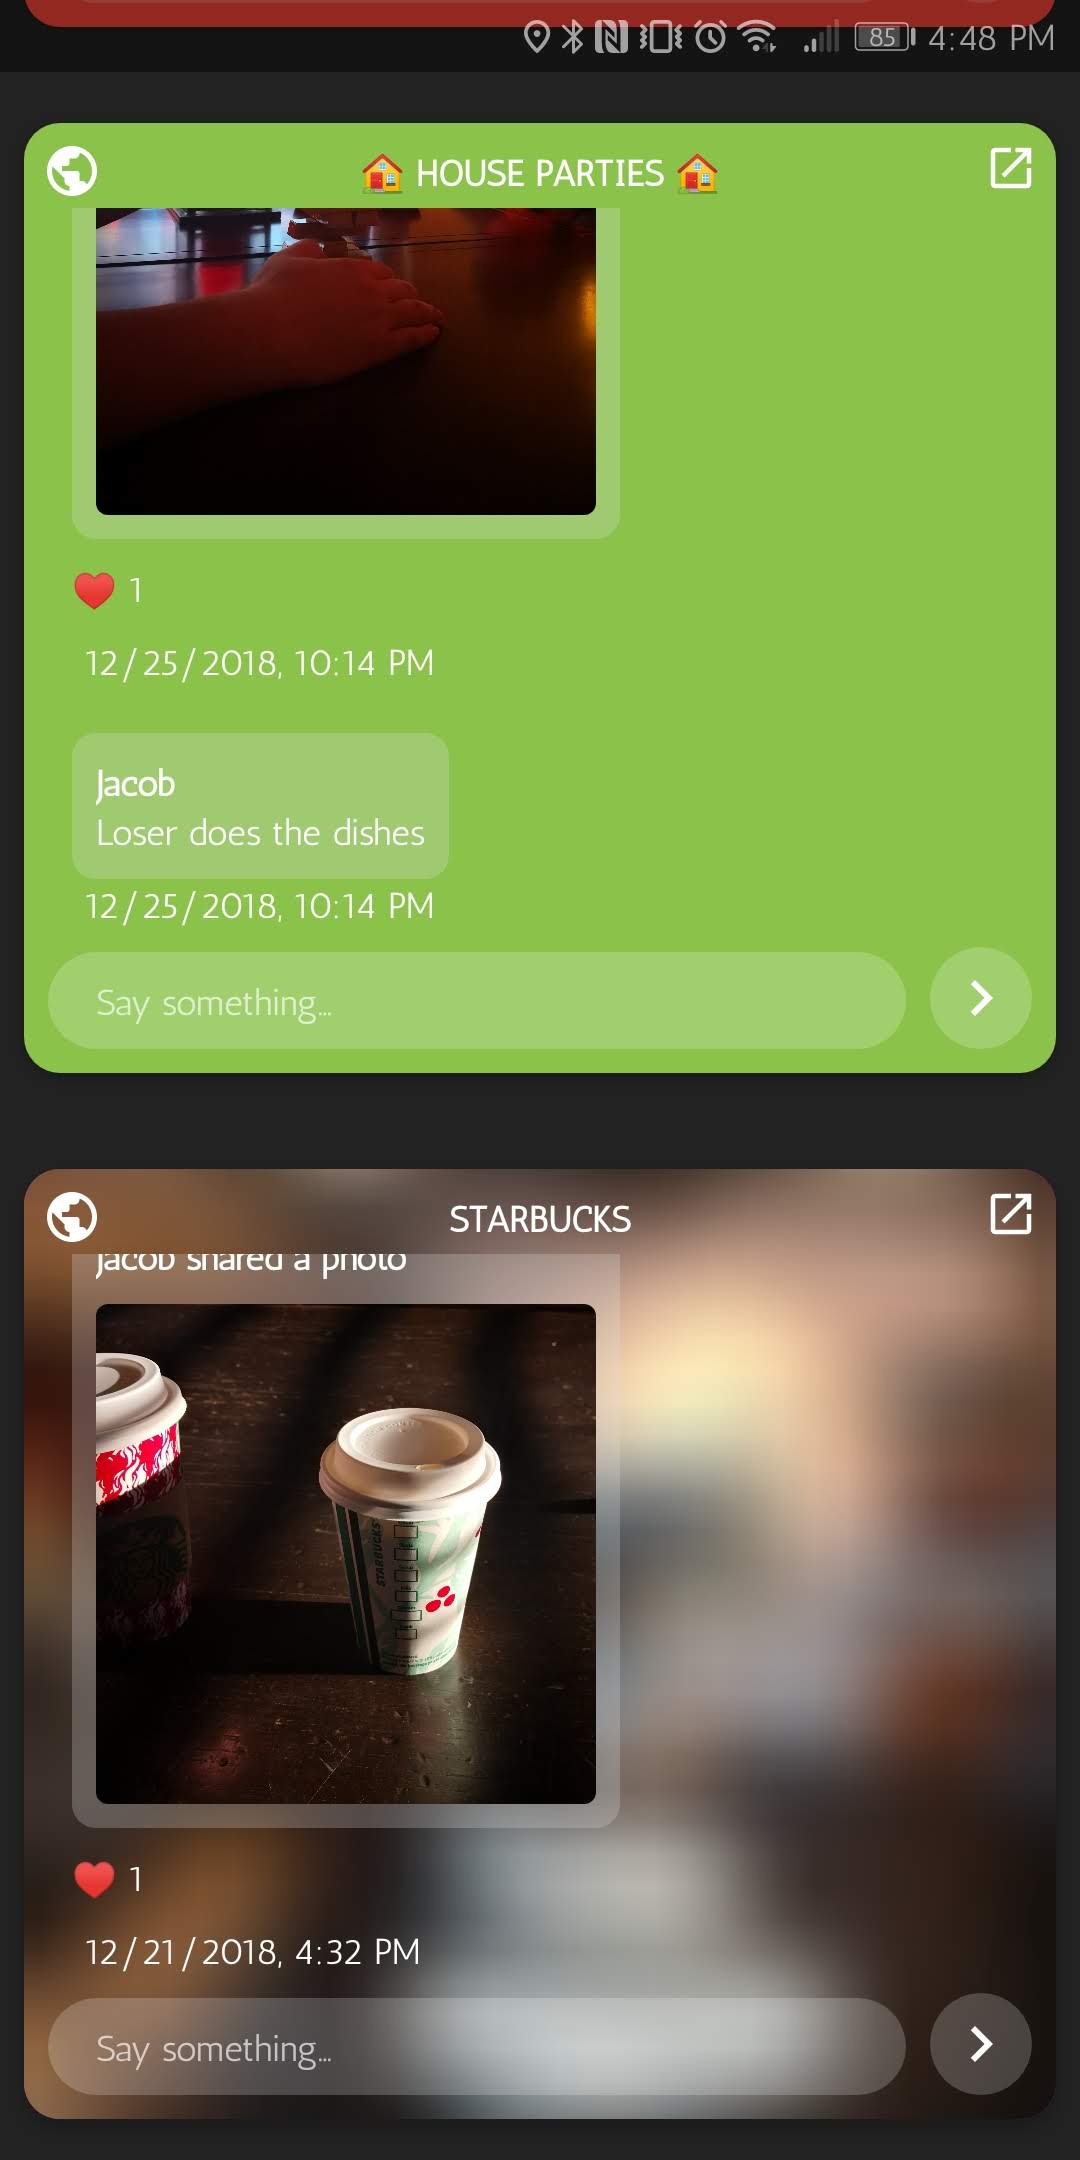 85 4:48 PM
🏠 HOUSE PARTIES 🏠
❤️ 1
12/25/2018, 10:14 PM
Jacob
Loser does the dishes
12/25/2018, 10:14 PM
Say something...
STARBUCKS
Jacob shared a photo
STARBUCKS
❤️ 1
12/21/2018, 4:32 PM
Say something...